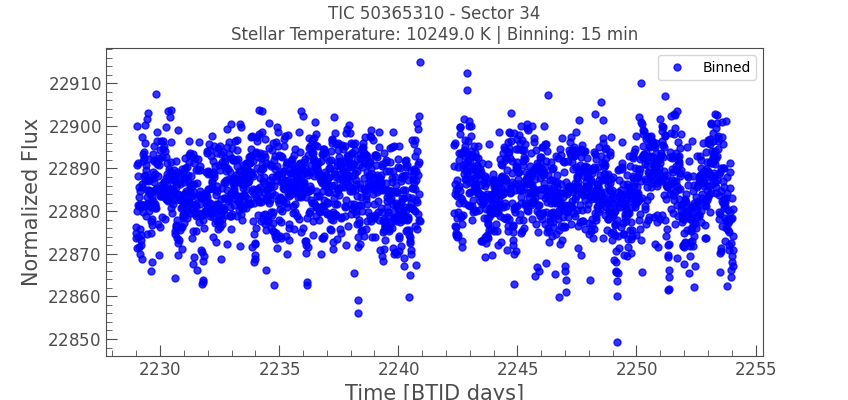 TIC 50365310 - Sector 34
Stellar Temperature: 10249.0 K | Binning: 15 min
Binned
22910
22900
22890
22880
22870
22860
22850
Normalized Flux
2230 2235 2240 2245 2250 2255
Time [BTJD days]